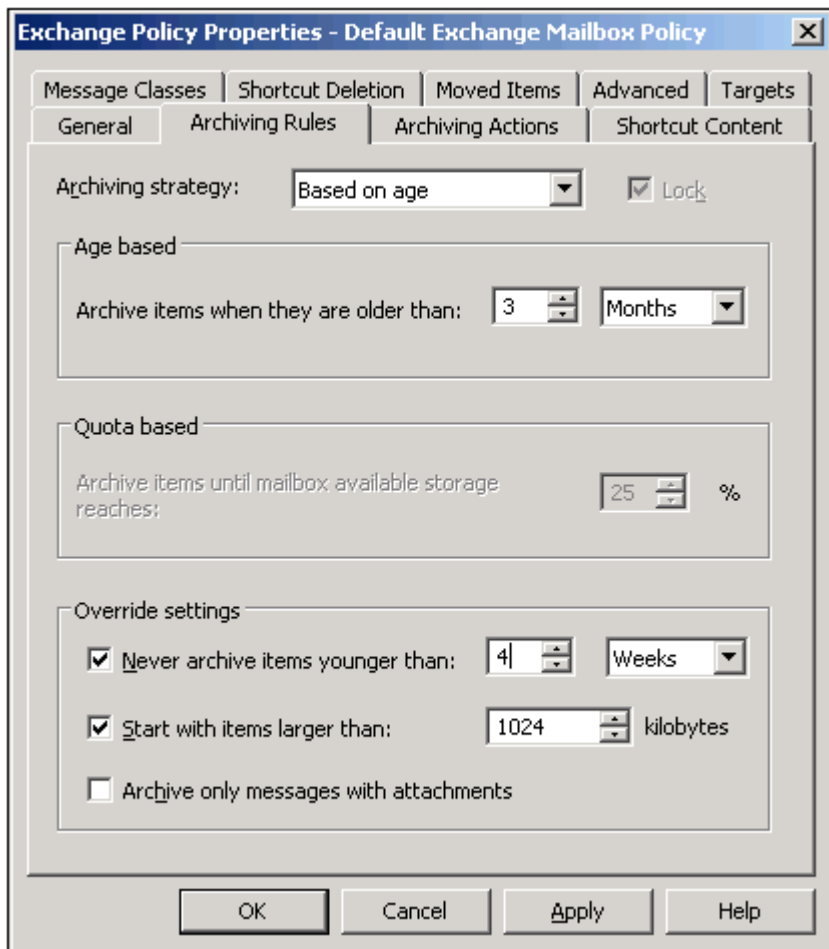 Exchange Policy Properties - Default Exchange Mailbox Policy
Message Classes Shortcut Deletion Moved Items Advanced Targets
General Archiving Rules Archiving Actions Shortcut Content
Archiving strategy: Based on age Lock
Age based
Archive items when they are older than: 3 Months
Quota based
Archive items until mailbox available storage
reaches: 25 %
Override settings
Never archive items younger than: 4 Weeks
Start with items larger than: 1024 kilobytes
Archive only messages with attachments
OK Cancel Apply Help